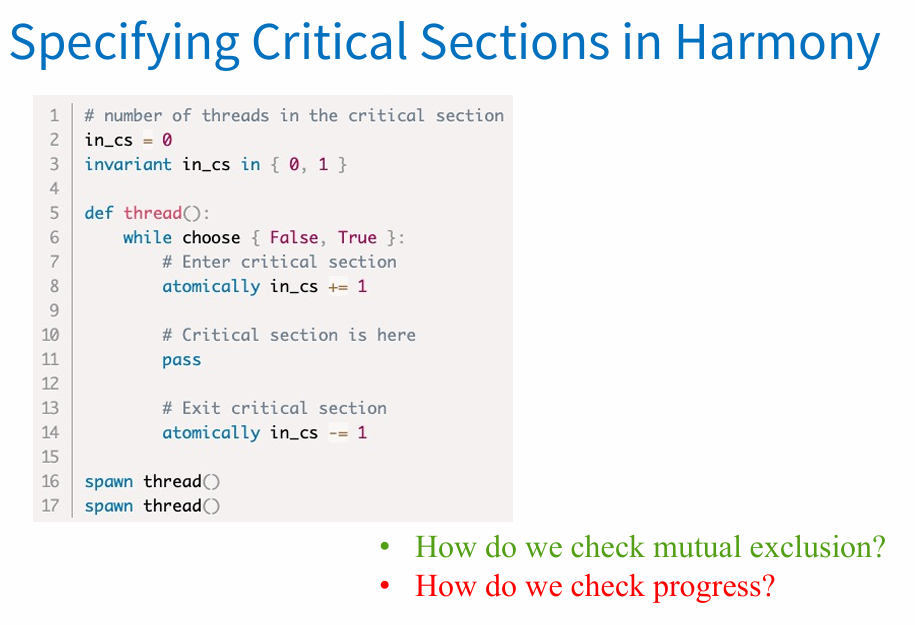 Specifying Critical Sections in Harmony
1 # number of threads in the critical section
2 in_cs = 0
3 invariant in_cs in { 0, 1 }
4
5 def thread():
6     while choose { False, True }:
7         # Enter critical section
8         atomically in_cs += 1
9
10         # Critical section is here
11         pass
12
13         # Exit critical section
14         atomically in_cs -= 1
15
16 spawn thread()
17 spawn thread()
• How do we check mutual exclusion?
• How do we check progress?